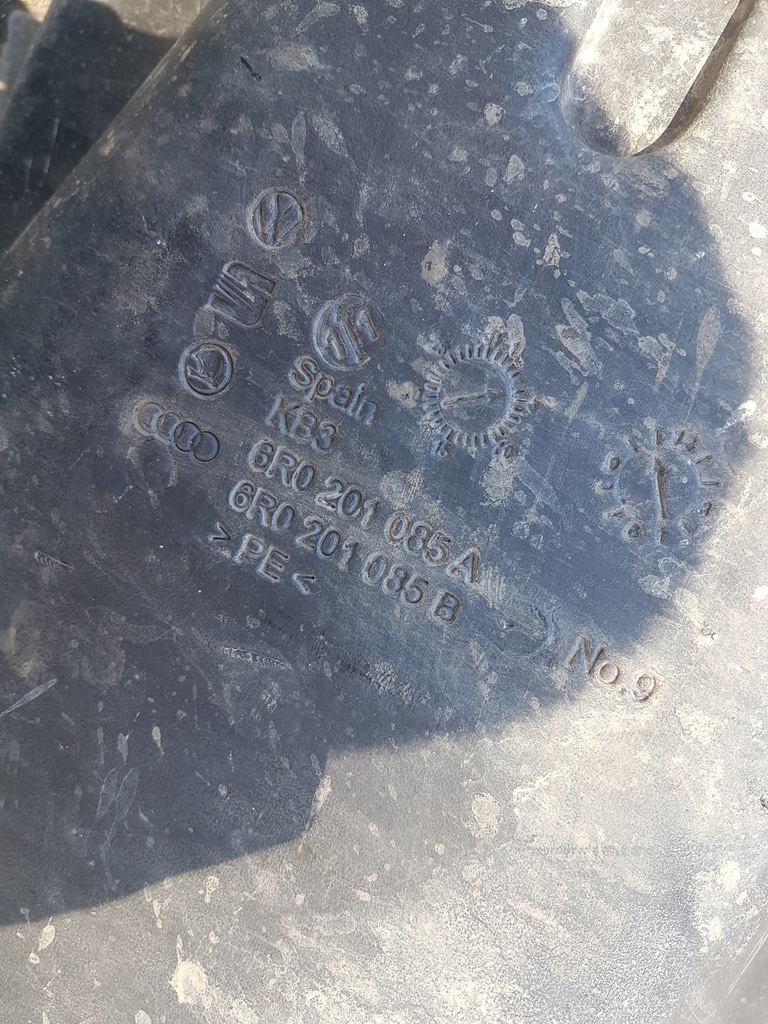 Spain
KB3
6R0 201 085 A
6R0 201 085 B
>PE<
No.9